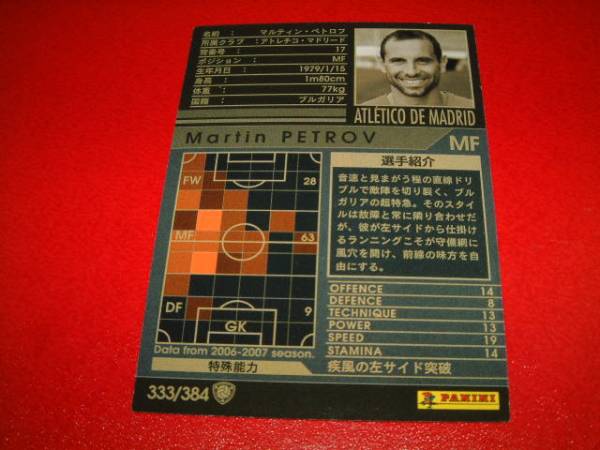 名前 : マルティン・ペトロフ
所属クラブ : アトレチコ・マドリード
背番号 : 17
ポジション : MF
生年月日 : 1979/1/15
身長 : 1m80cm
体重 : 77kg
国籍 : ブルガリア
ATLÉTICO DE MADRID
Martin PETROV
MF
FW 28
MF 63
DF 9
GK
Data from 2006-2007 season.
選手紹介
音速と見まがう程の直線ドリ
ブルで敵陣を切り裂く、ブル
ガリアの超特急。そのスタイ
ルは故障と常に隣り合わせだ
が、彼が左サイドから仕掛け
るランニングこそが守備網に
風穴を開け、前線の味方を自
由にする。
OFFENCE 14
DEFENCE 8
TECHNIQUE 13
POWER 13
SPEED 19
STAMINA 14
特殊能力
疾風の左サイド突破
333/384
PANINI